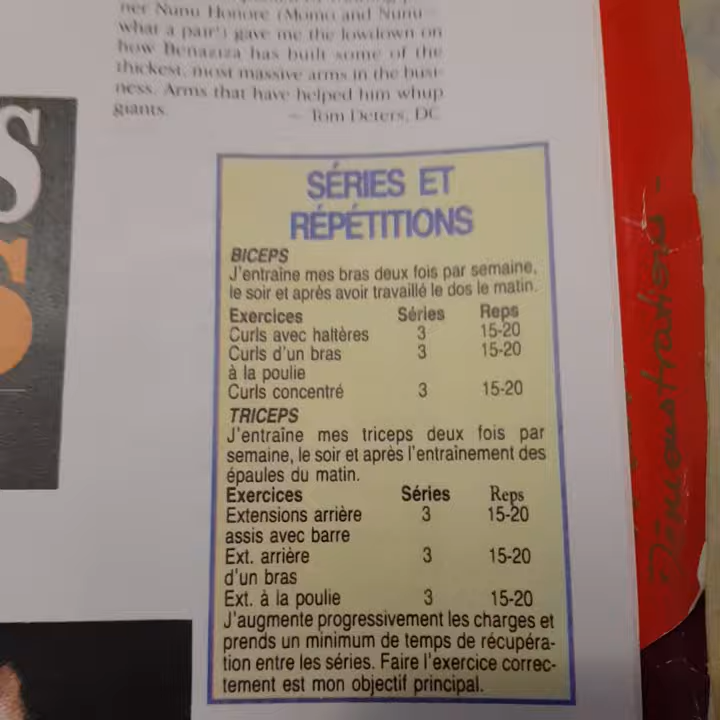 ner Nunu Honore (Momo and Nunu
what a pair!) gave me the lowdown on
how Benaziza has built some of the
thickest, most massive arms in the busi-
ness. Arms that have helped him whup
giants. — Tom Deters, DC
S
S
SÉRIES ET
RÉPÉTITIONS
BICEPS
J'entraîne mes bras deux fois par semaine,
le soir et après avoir travaillé le dos le matin.
Exercices Séries Reps
Curls avec haltères 3 15-20
Curls d'un bras 3 15-20
à la poulie
Curls concentré 3 15-20
TRICEPS
J'entraîne mes triceps deux fois par
semaine, le soir et après l'entraînement des
épaules du matin.
Exercices Séries Reps
Extensions arrière 3 15-20
assis avec barre
Ext. arrière 3 15-20
d'un bras
Ext. à la poulie 3 15-20
J'augmente progressivement les charges et
prends un minimum de temps de récupéra-
tion entre les séries. Faire l'exercice correc-
tement est mon objectif principal.
Démonstration -